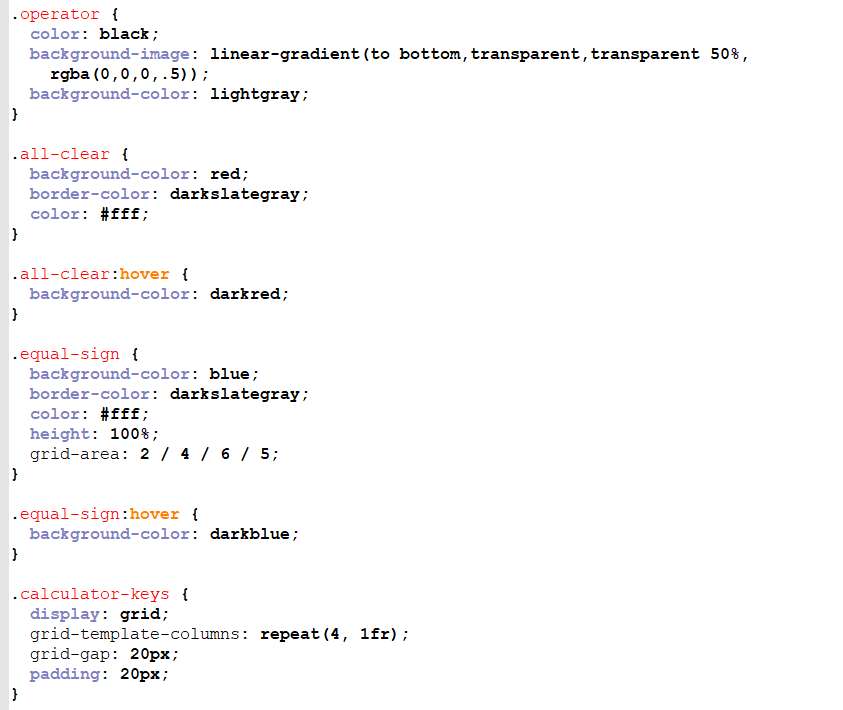 .operator {
  color: black;
  background-image: linear-gradient(to bottom,transparent,transparent 50%,
    rgba(0,0,0,.5));
  background-color: lightgray;
}

.all-clear {
  background-color: red;
  border-color: darkslategray;
  color: #fff;
}

.all-clear:hover {
  background-color: darkred;
}

.equal-sign {
  background-color: blue;
  border-color: darkslategray;
  color: #fff;
  height: 100%;
  grid-area: 2 / 4 / 6 / 5;
}

.equal-sign:hover {
  background-color: darkblue;
}

.calculator-keys {
  display: grid;
  grid-template-columns: repeat(4, 1fr);
  grid-gap: 20px;
  padding: 20px;
}